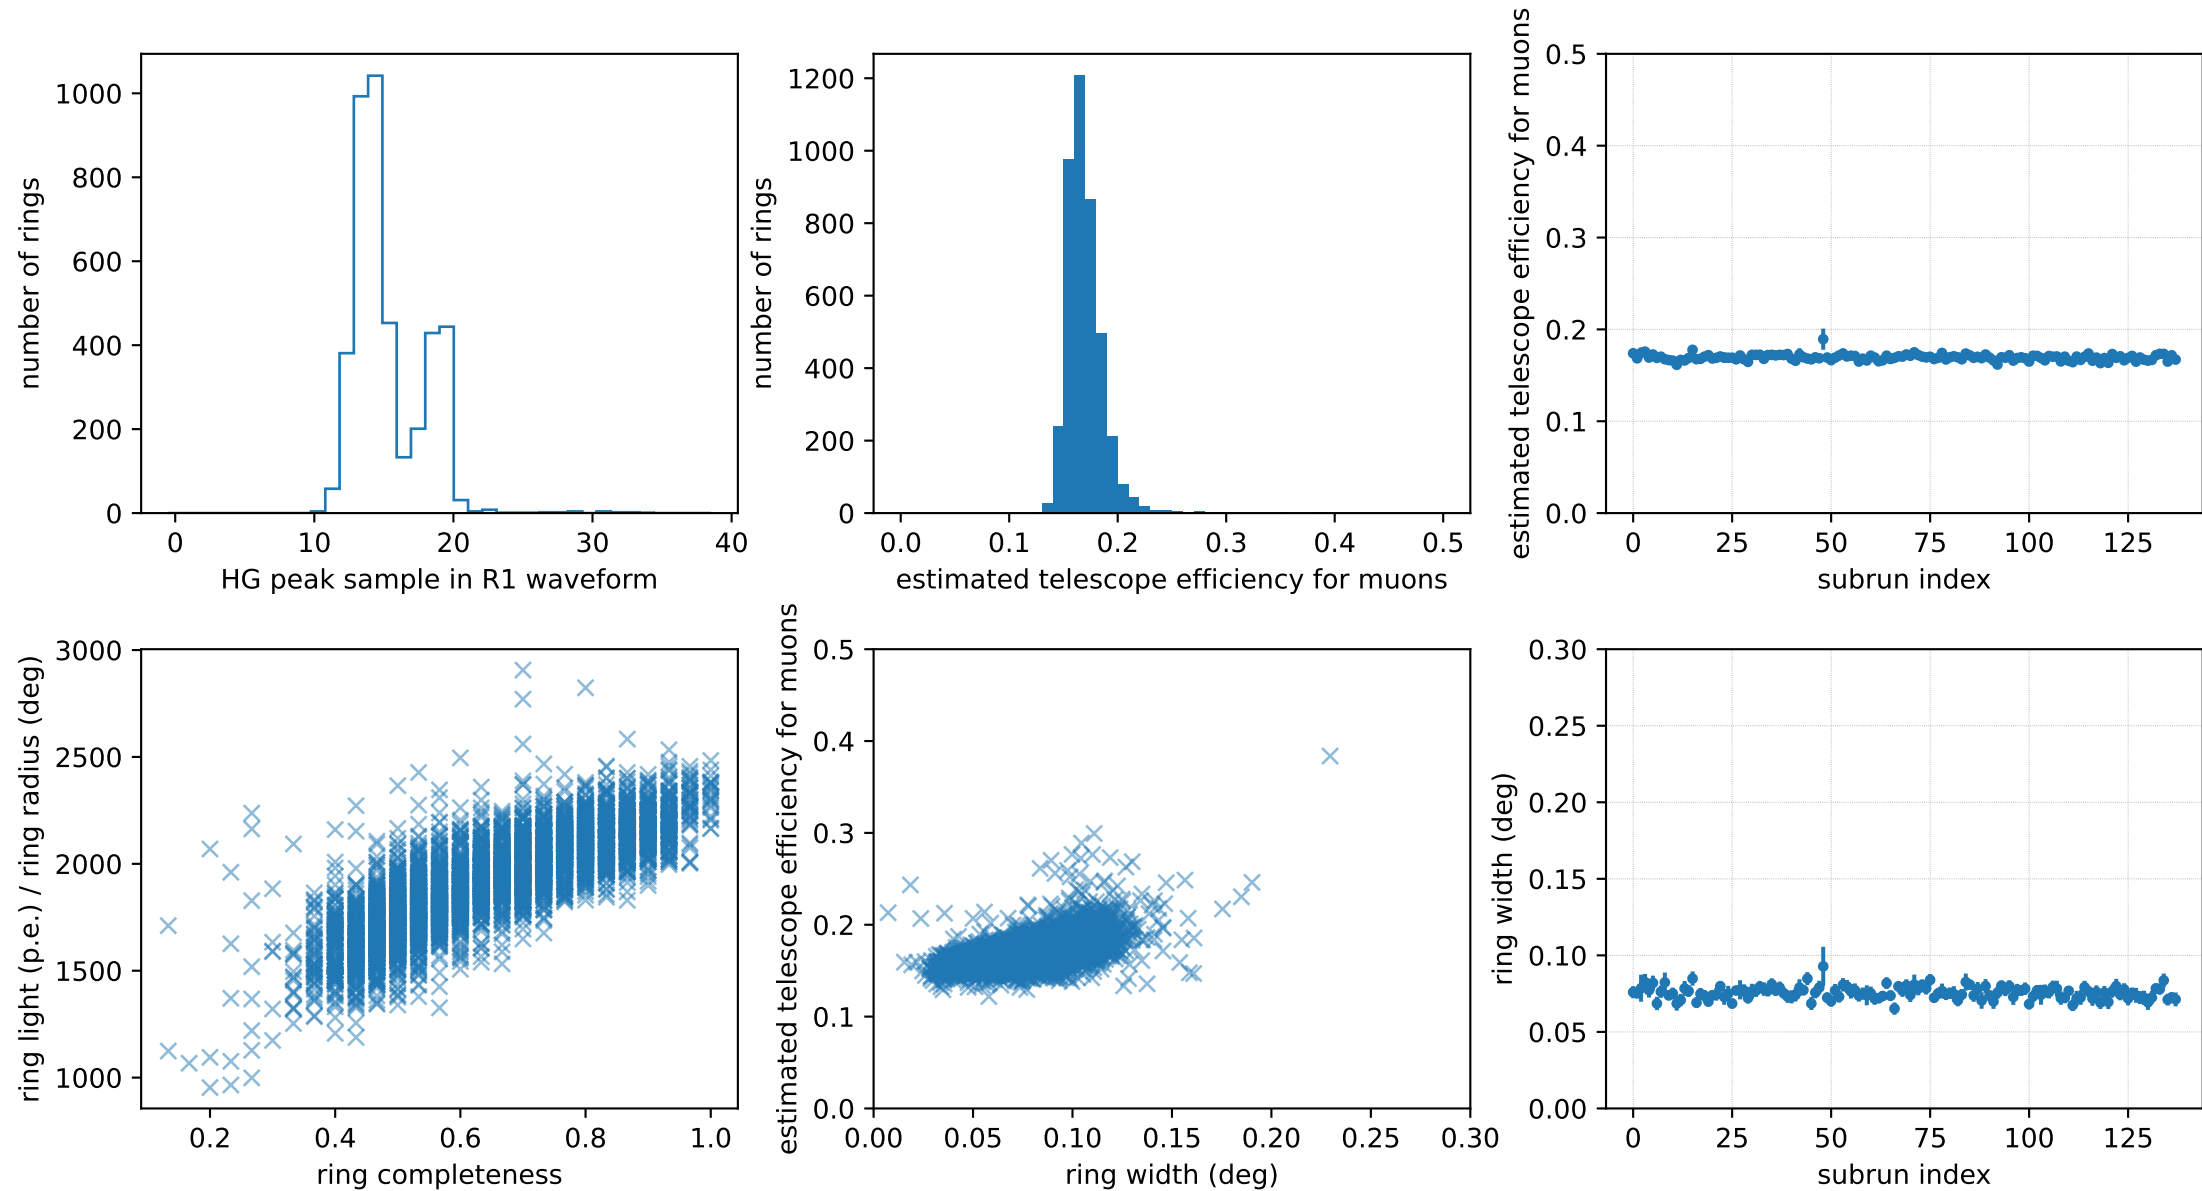 number of rings
1000
800
600
400
200
0
0 10 20 30 40
HG peak sample in R1 waveform
number of rings
1200
1000
800
600
400
200
0
0.0 0.1 0.2 0.3 0.4 0.5
estimated telescope efficiency for muons
estimated telescope efficiency for muons
0.5
0.4
0.3
0.2
0.1
0.0
0 25 50 75 100 125
subrun index
ring light (p.e.) / ring radius (deg)
3000
2500
2000
1500
1000
0.2 0.4 0.6 0.8 1.0
ring completeness
estimated telescope efficiency for muons
0.5
0.4
0.3
0.2
0.1
0.0
0.00 0.05 0.10 0.15 0.20 0.25 0.30
ring width (deg)
ring width (deg)
0.30
0.25
0.20
0.15
0.10
0.05
0.00
0 25 50 75 100 125
subrun index